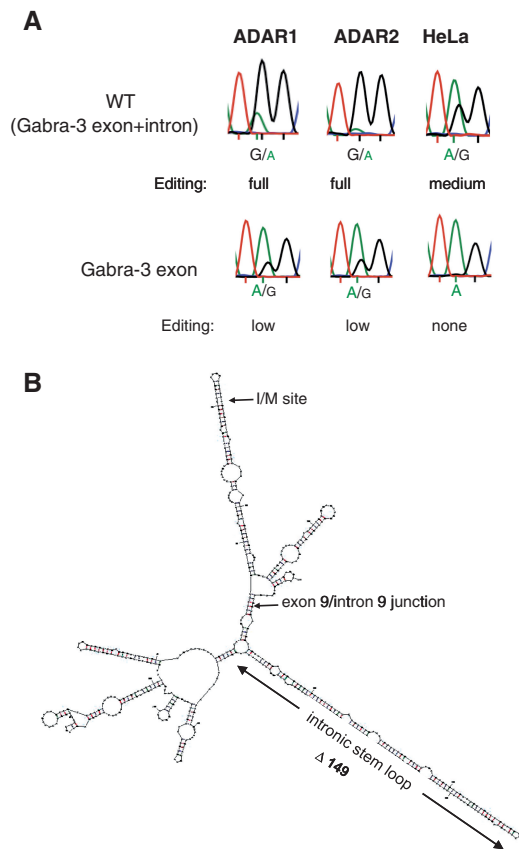 A
ADAR1 ADAR2 HeLa
WT
(Gabra-3 exon+intron)
G/A G/A A/G
Editing: full full medium
Gabra-3 exon
A/G A/G A
Editing: low low none
B
I/M site
exon 9/intron 9 junction
intronic stem loop
Δ 149